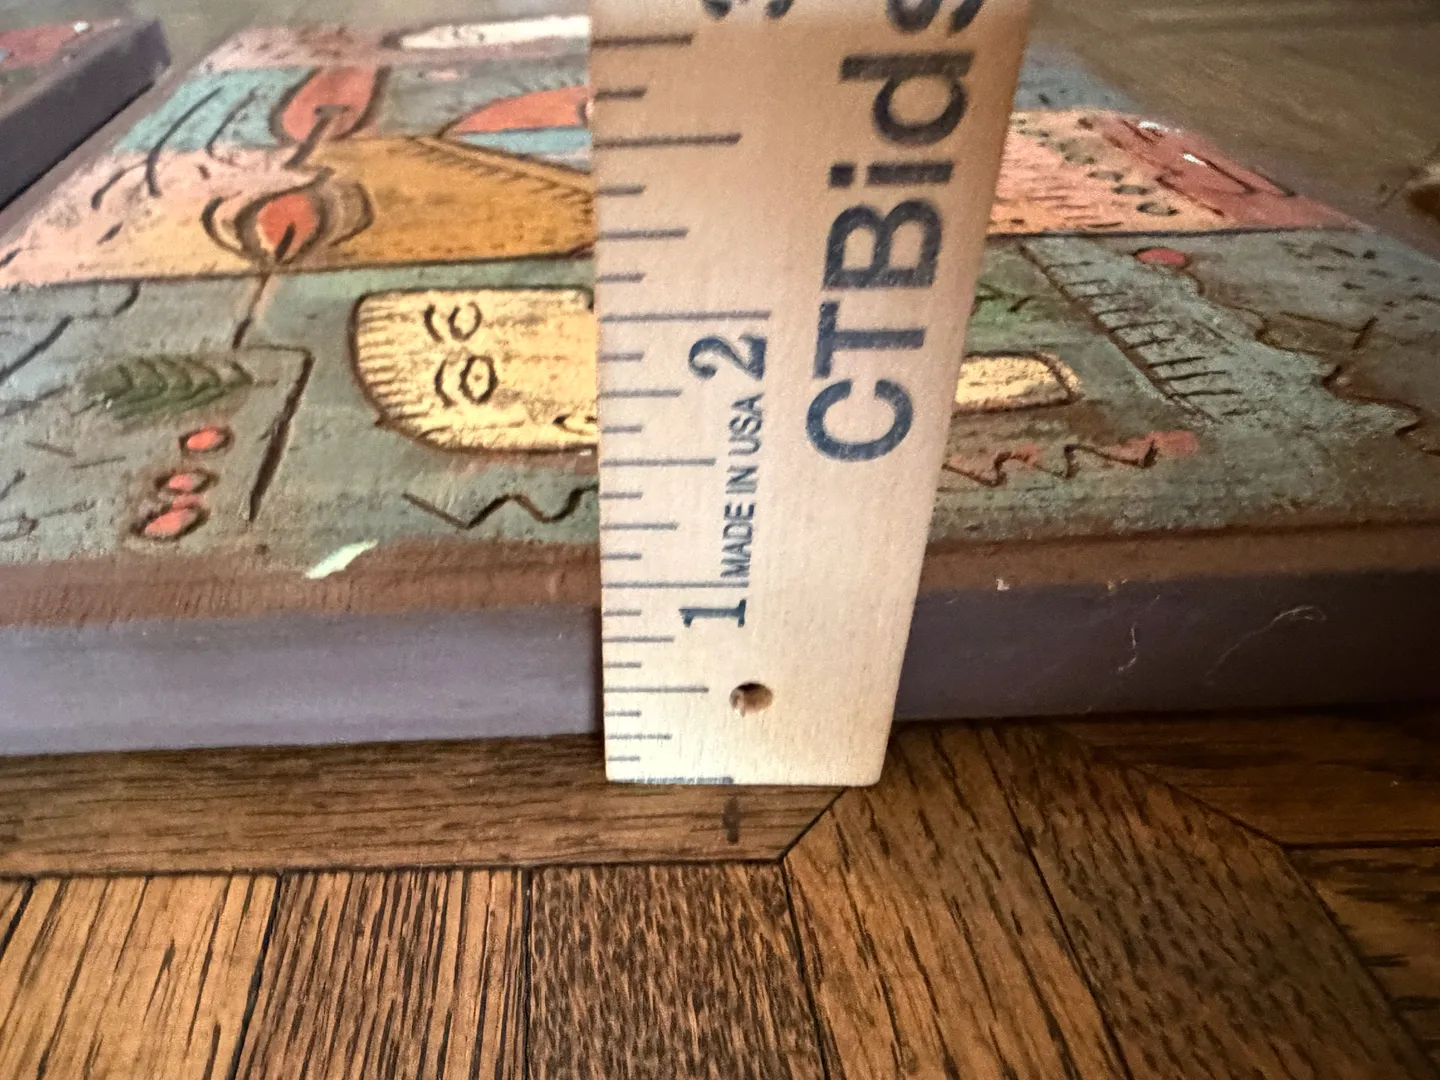 CTBids
2
MADE IN USA
1